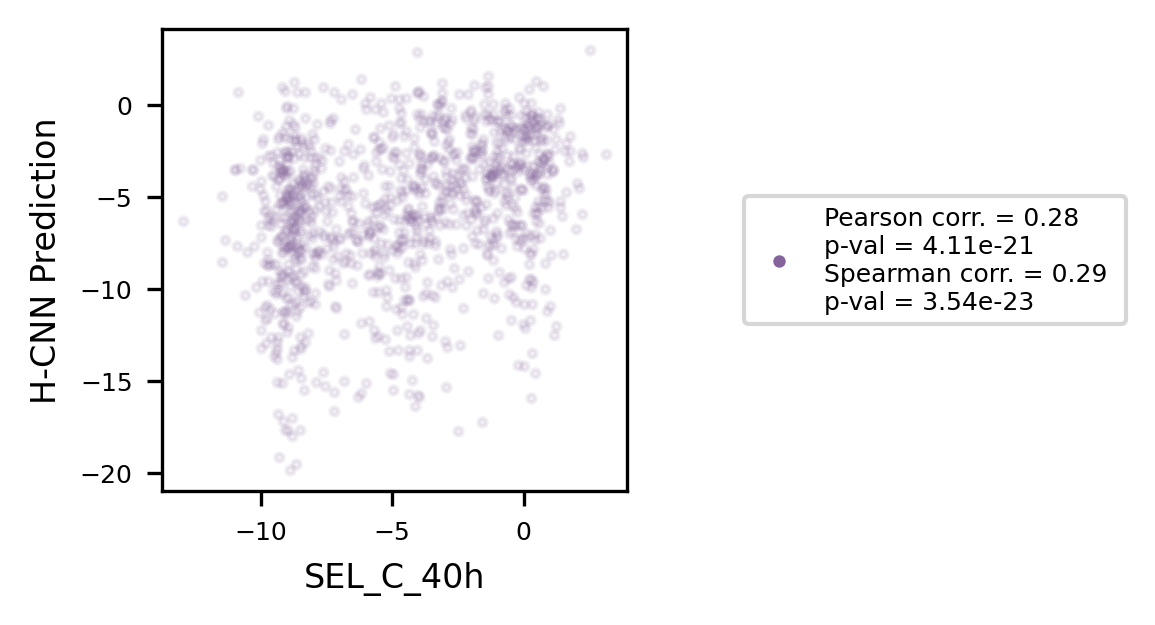 H-CNN Prediction
0
−5
−10
−15
−20
−10
−5
0
SEL_C_40h
Pearson corr. = 0.28
p-val = 4.11e-21
Spearman corr. = 0.29
p-val = 3.54e-23